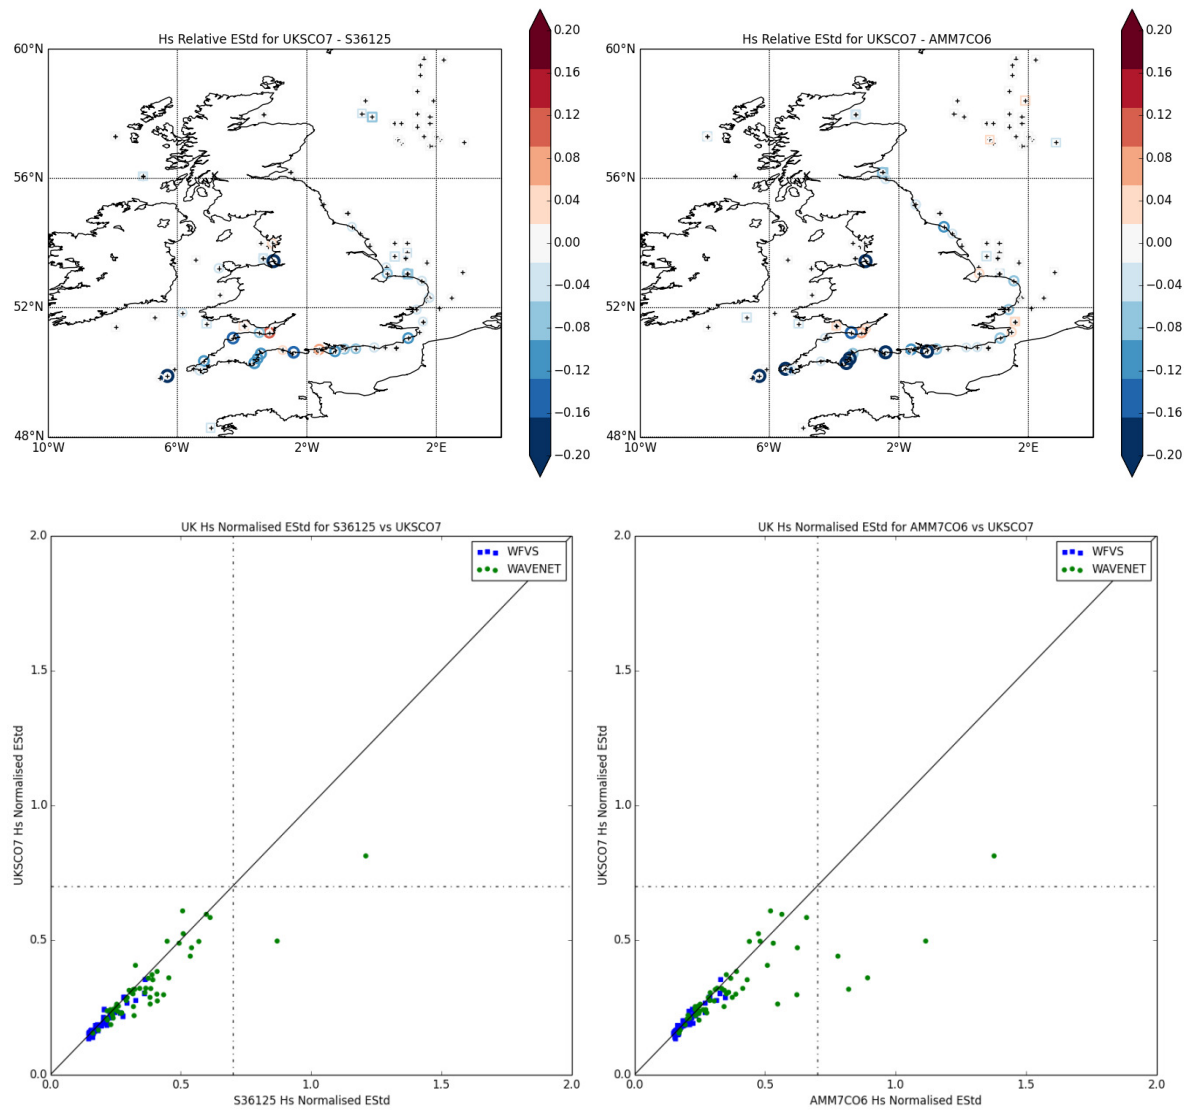 Hs Relative EStd for UKSCO7 - S36125
60°N
56°N
52°N
48°N
10°W
6°W
2°W
2°E
0.20
0.16
0.12
0.08
0.04
0.00
−0.04
−0.08
−0.12
−0.16
−0.20
Hs Relative EStd for UKSCO7 - AMM7CO6
60°N
56°N
52°N
48°N
10°W
6°W
2°W
2°E
0.20
0.16
0.12
0.08
0.04
0.00
−0.04
−0.08
−0.12
−0.16
−0.20
UK Hs Normalised EStd for S36125 vs UKSCO7
WFVS
WAVENET
2.0
1.5
1.0
0.5
0.0
UKSCO7 Hs Normalised EStd
0.0
0.5
1.0
1.5
2.0
S36125 Hs Normalised EStd
UK Hs Normalised EStd for AMM7CO6 vs UKSCO7
WFVS
WAVENET
2.0
1.5
1.0
0.5
0.0
UKSCO7 Hs Normalised EStd
0.0
0.5
1.0
1.5
2.0
AMM7CO6 Hs Normalised EStd